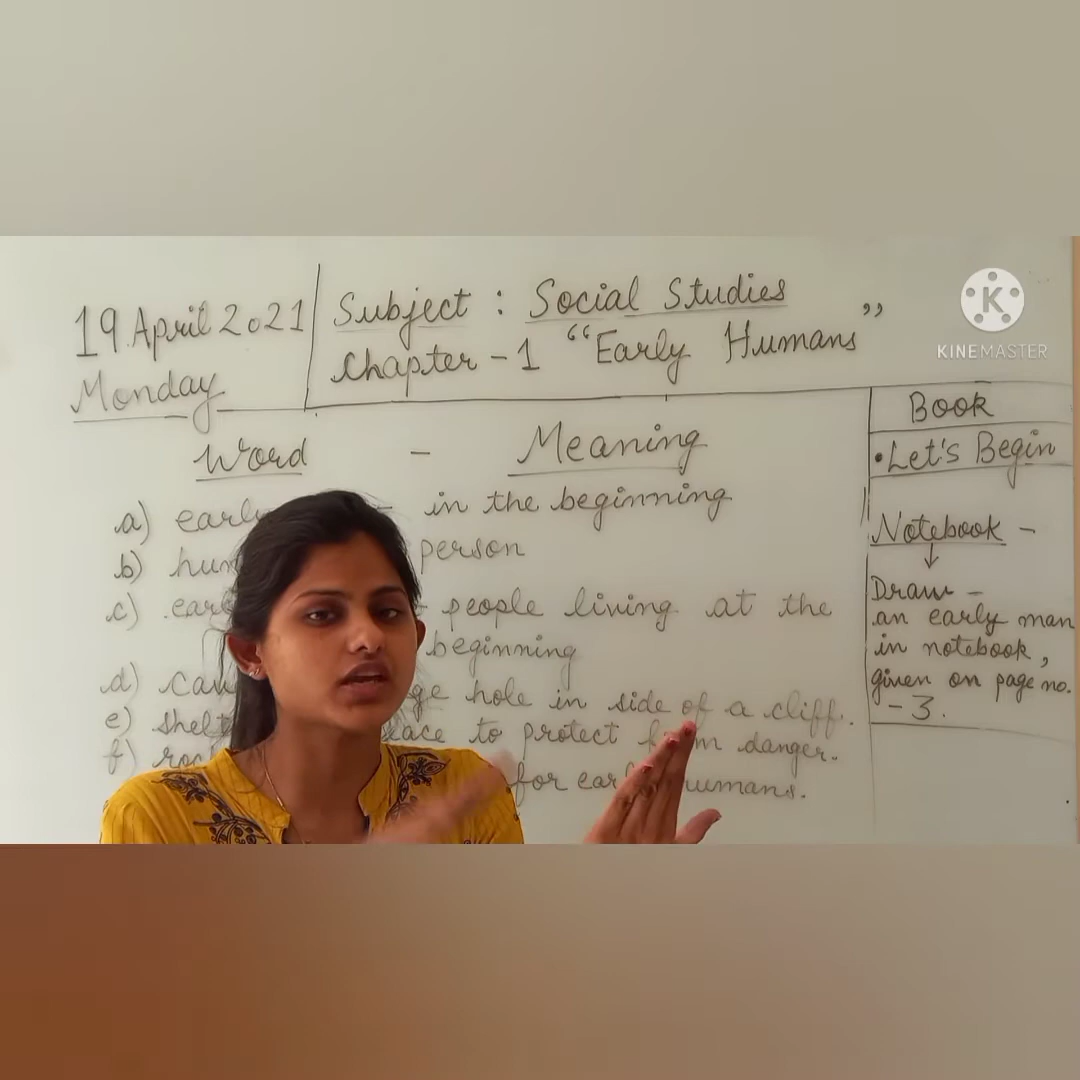 19 April 2021
Monday
Subject : Social Studies
Chapter - 1 "Early Humans"
Word - Meaning
a) early - in the beginning
b) person
c) people living at the
beginning
d) hole in side of a cliff.
e) to protect from danger.
f) for humans.
Book
• Let's Begin
Notebook -
Draw -
an early man
in notebook,
given on page no.
- 3.
K
KINEMASTER